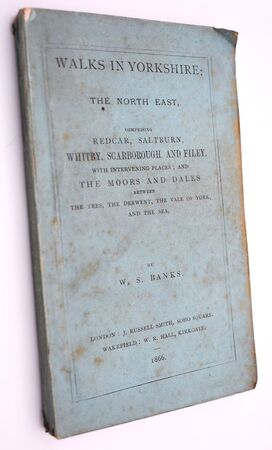 WALKS IN YORKSHIRE:
THE NORTH EAST,
COMPRISING
REDCAR, SALTBURN,
WHITBY, SCARBOROUGH, AND FILEY,
WITH INTERVENING PLACES; AND
THE MOORS AND DALES
BETWEEN
THE TEES, THE DERWENT, THE VALE OF YORK,
AND THE SEA,
BY
W. S. BANKS.
LONDON: J. RUSSELL SMITH, SOHO SQUARE.
WAKEFIELD: W. R. HALL, KIRKGATE.
1866.